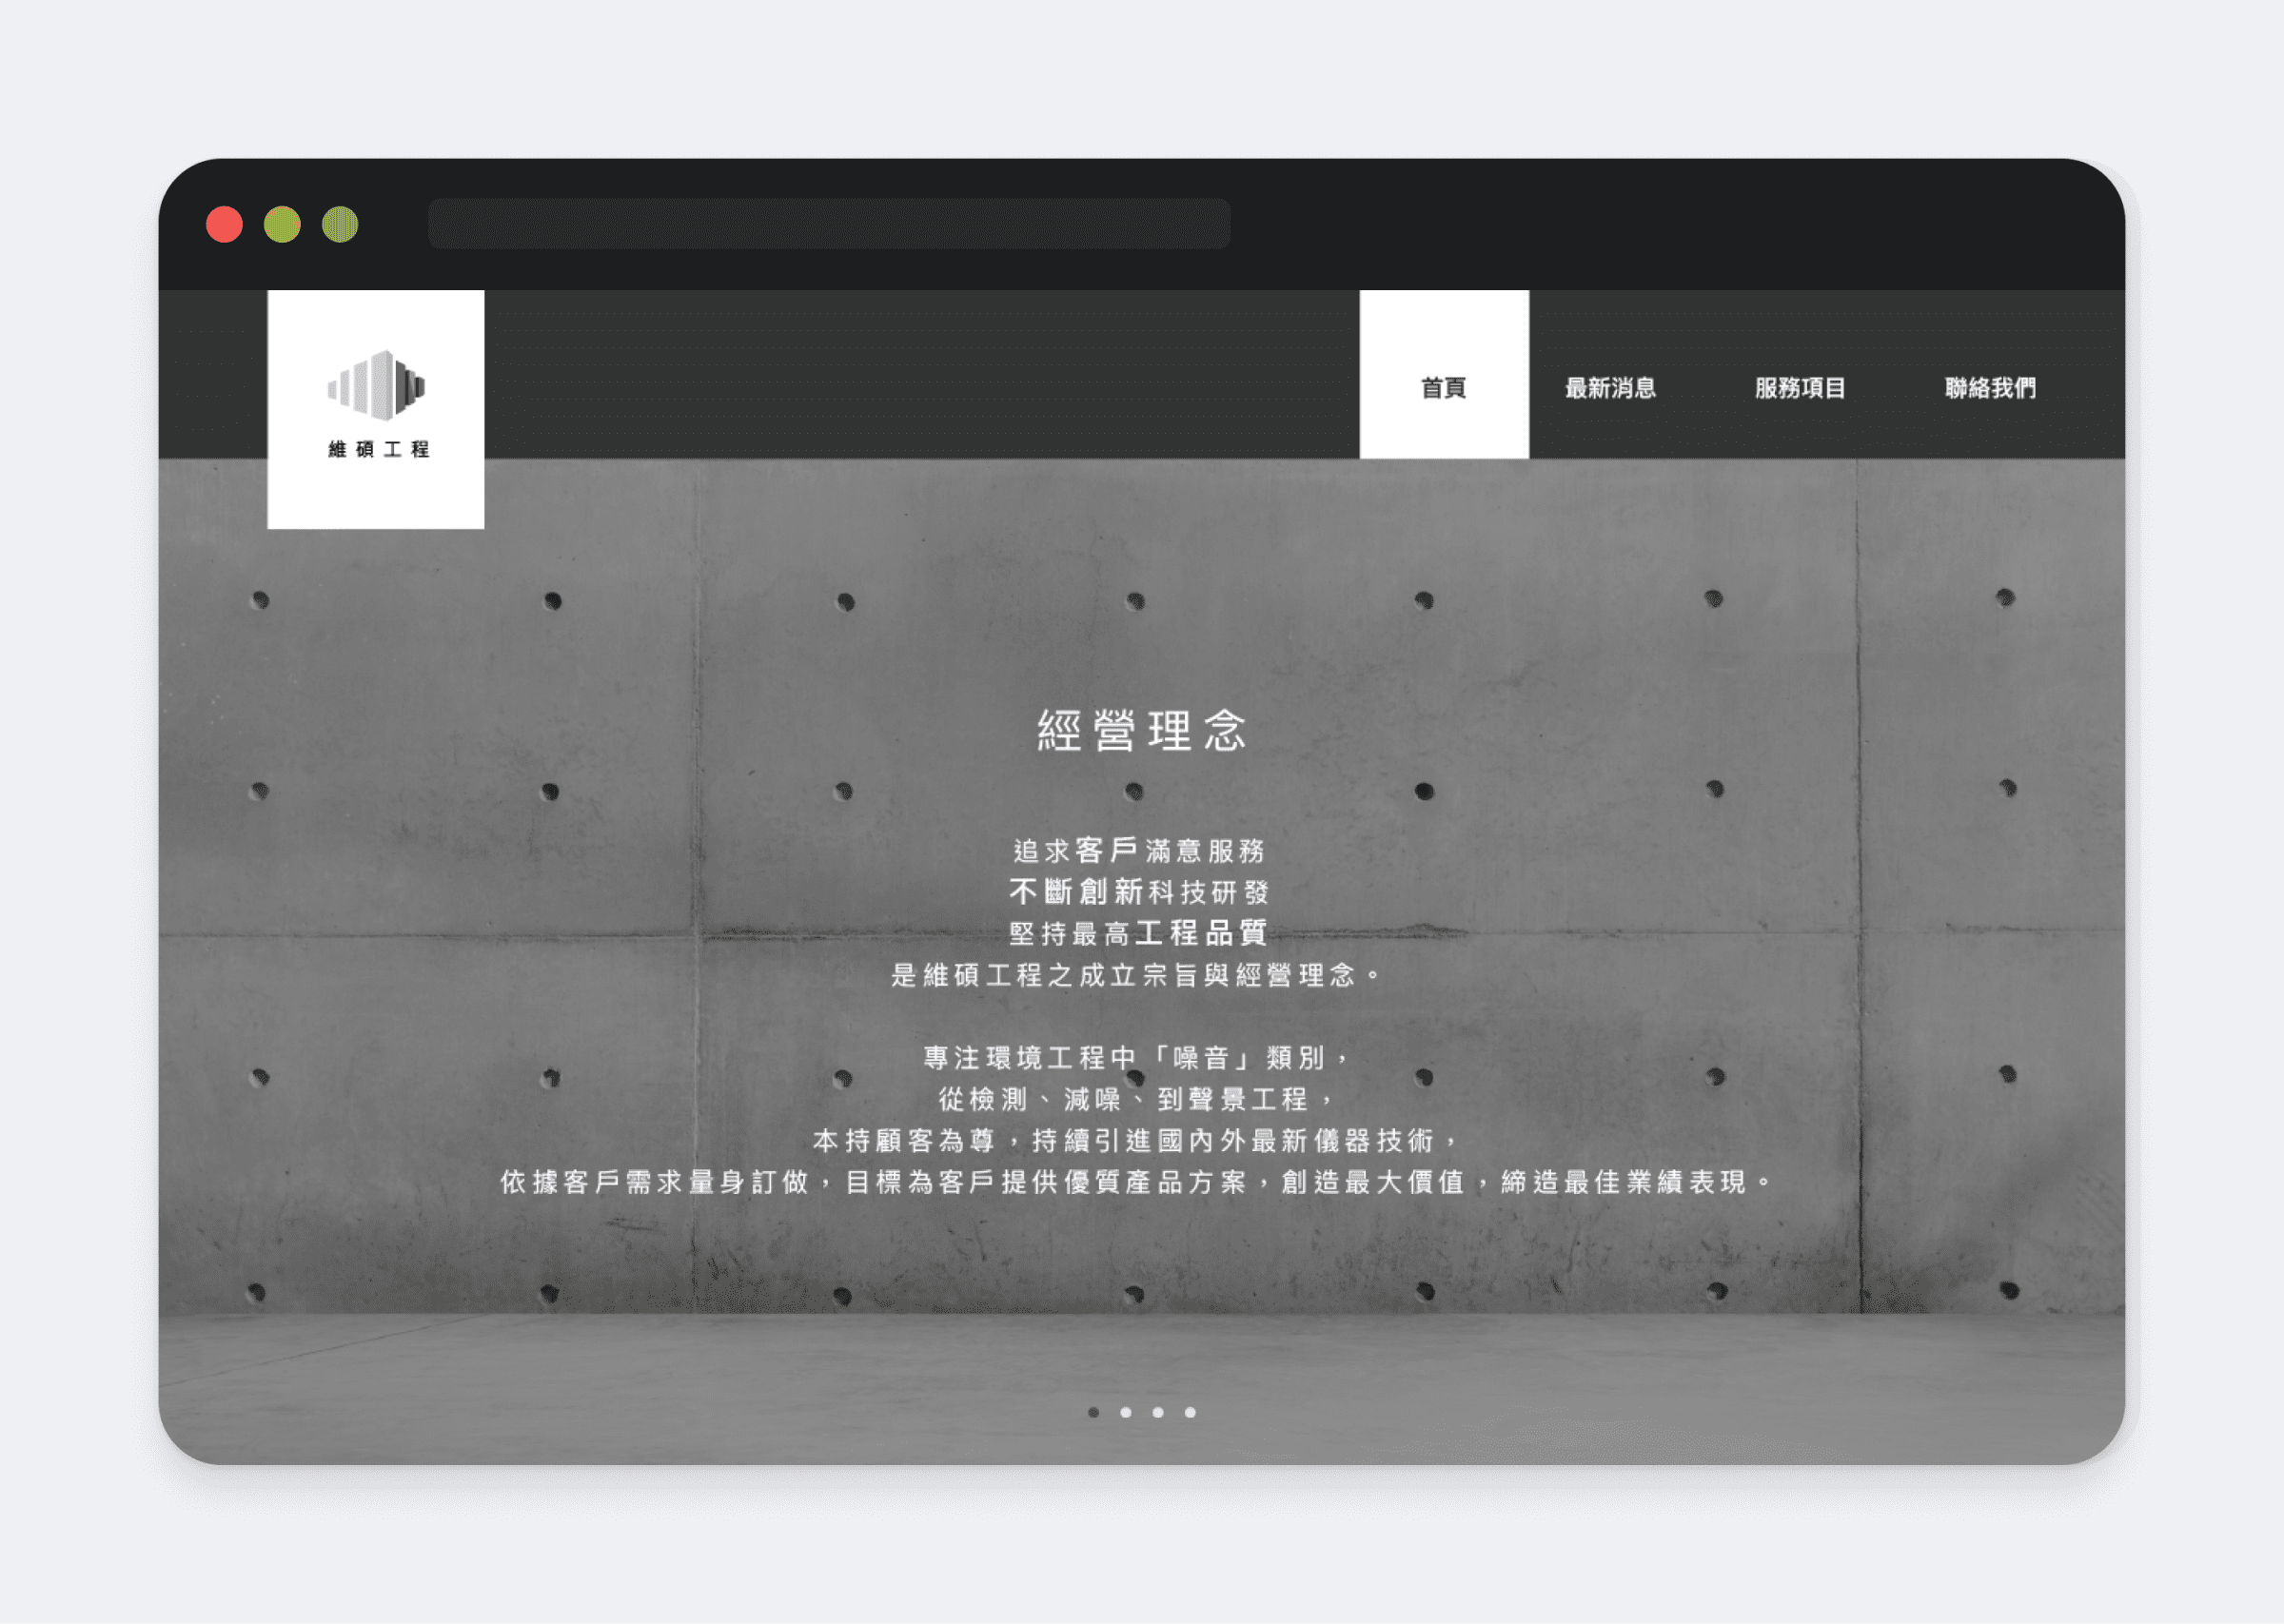 維碩工程
首頁
最新消息
服務項目
聯絡我們
經營理念
追求客戶滿意服務
不斷創新科技研發
堅持最高工程品質
是維碩工程之成立宗旨與經營理念。
專注環境工程中「噪音」類別，
從檢測、減噪、到聲景工程，
本持顧客為尊，持續引進國內外最新儀器技術，
依據客戶需求量身訂做，目標為客戶提供優質產品方案，創造最大價值，締造最佳業績表現。